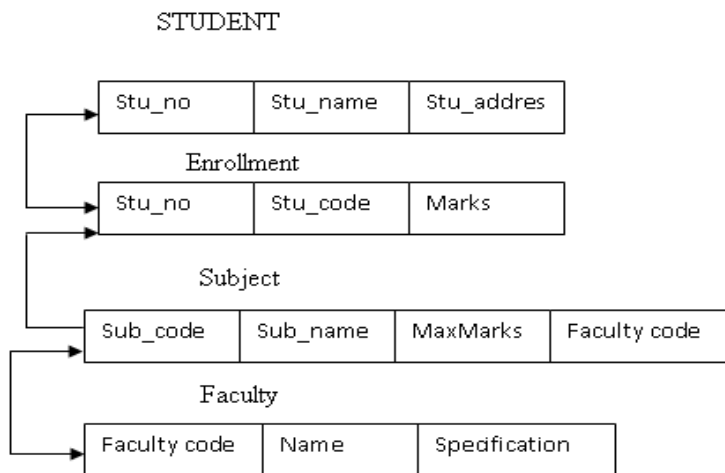 STUDENT
Stu_no Stu_name Stu_addres
Enrollment
Stu_no Stu_code Marks
Subject
Sub_code Sub_name MaxMarks Faculty code
Faculty
Faculty code Name Specification